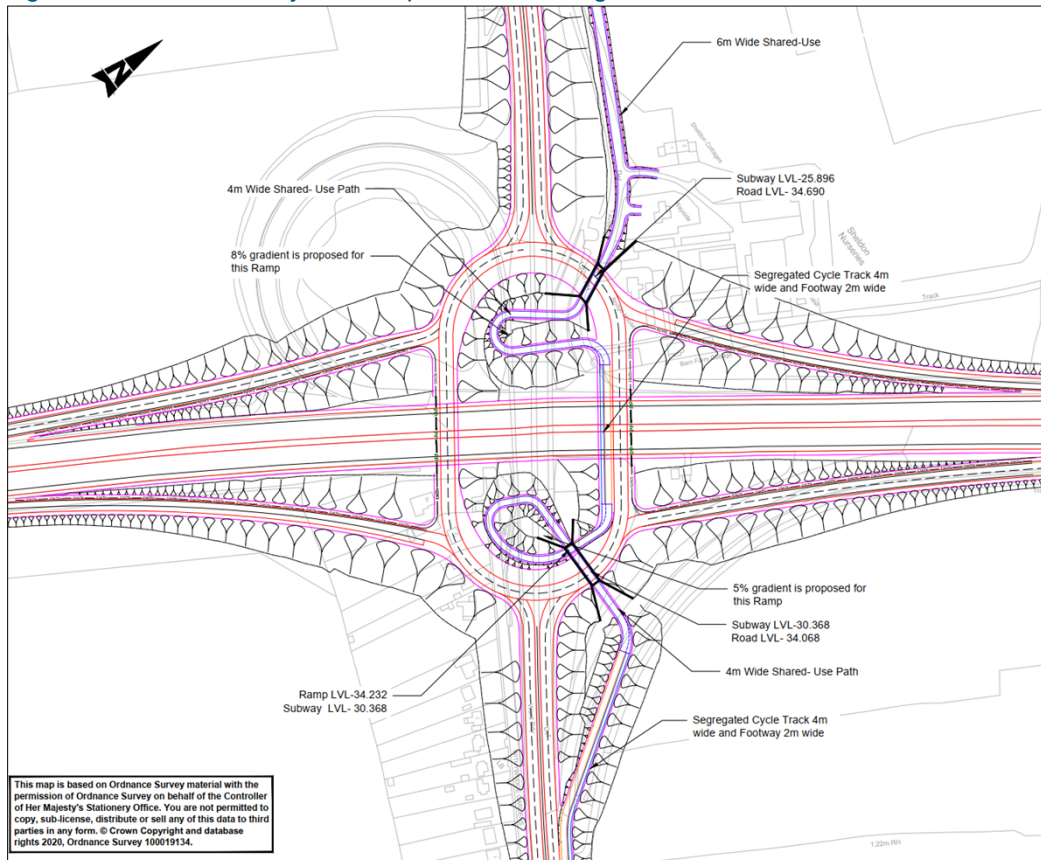 N
6m Wide Shared-Use
Sheldon Cottages
4m Wide Shared- Use Path
Subway LVL-25.896
Road LVL- 34.690
8% gradient is proposed for
this Ramp
Sheldon
Nurseries
Segregated Cycle Track 4m
wide and Footway 2m wide
Track
5% gradient is proposed for
this Ramp
Subway LVL-30.368
Road LVL- 34.068
4m Wide Shared- Use Path
Ramp LVL-34.232
Subway LVL- 30.368
Segregated Cycle Track 4m
wide and Footway 2m wide
This map is based on Ordnance Survey material with the
permission of Ordnance Survey on behalf of the Controller
of Her Majesty's Stationery Office. You are not permitted to
copy, sub-license, distribute or sell any of this data to third
parties in any form. © Crown Copyright and database
rights 2020, Ordnance Survey 100019134.
1.22m RH